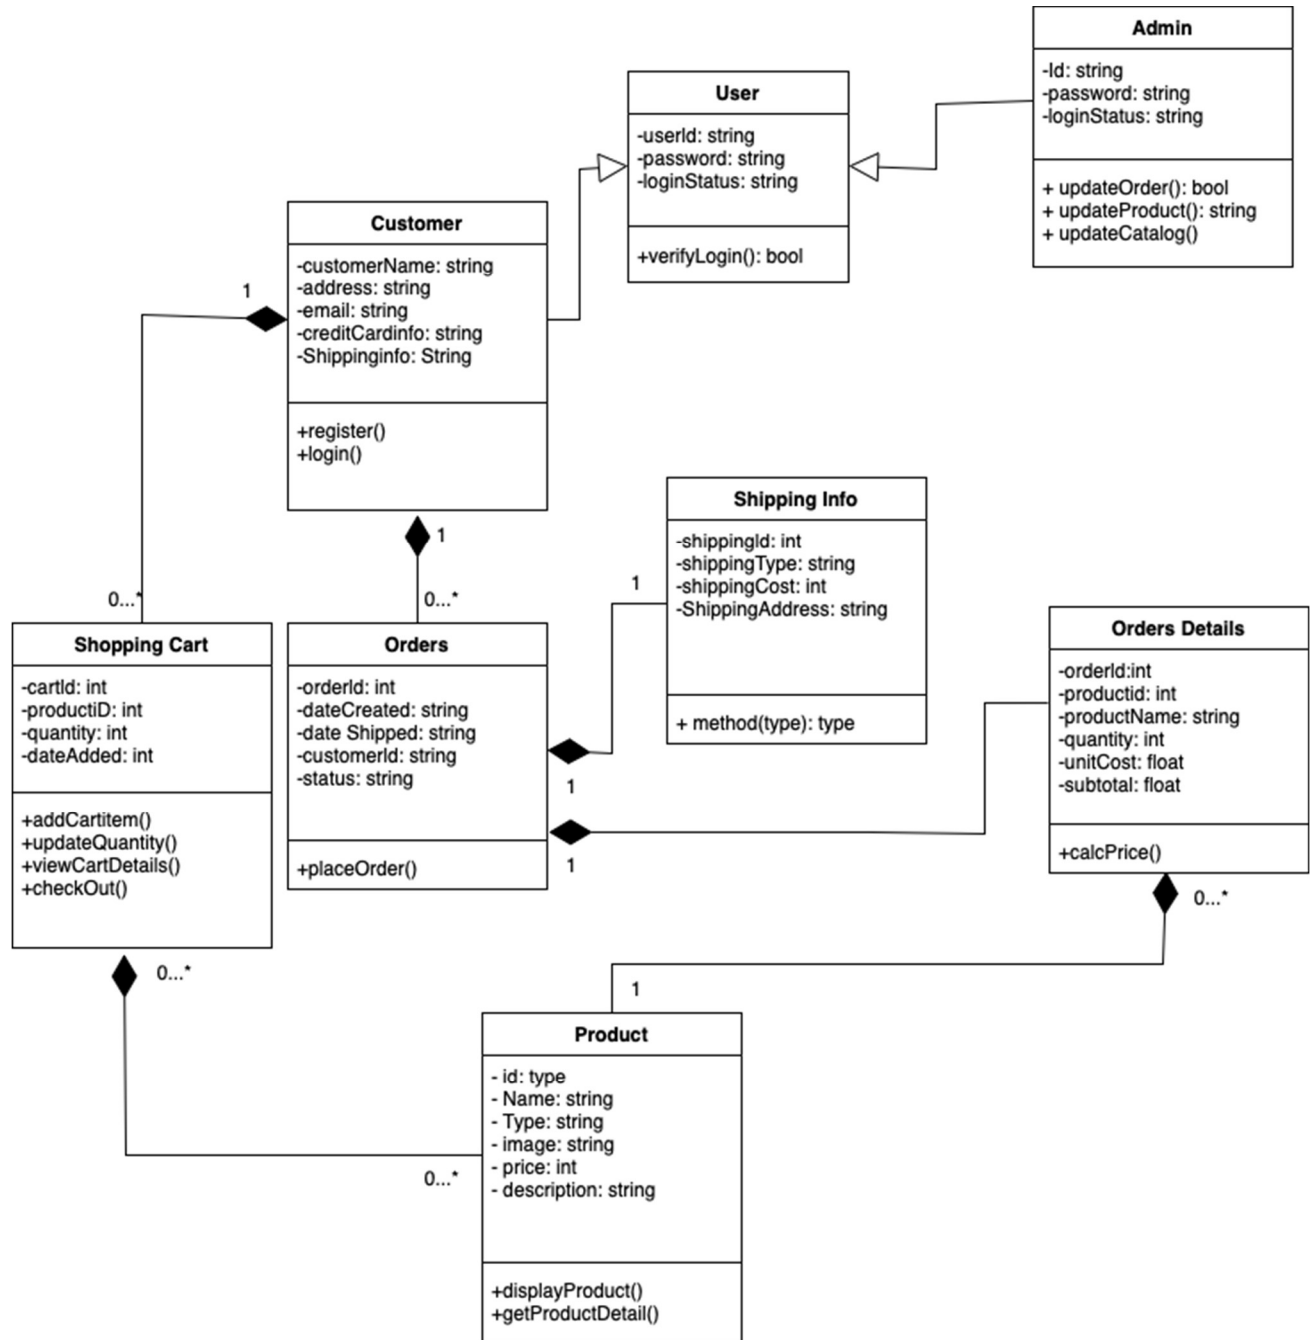 Admin
-Id: string
-password: string
-loginStatus: string
+ updateOrder(): bool
+ updateProduct(): string
+ updateCatalog()
User
-userId: string
-password: string
-loginStatus: string
+verifyLogin(): bool
Customer
-customerName: string
-address: string
-email: string
-creditCardinfo: string
-Shippinginfo: String
+register()
+login()
1
0...*
1
0...*
Shopping Cart
-cartId: int
-productiD: int
-quantity: int
-dateAdded: int
+addCartitem()
+updateQuantity()
+viewCartDetails()
+checkOut()
Orders
-orderId: int
-dateCreated: string
-date Shipped: string
-customerId: string
-status: string
+placeOrder()
Shipping Info
-shippingId: int
-shippingType: string
-shippingCost: int
-ShippingAddress: string
+ method(type): type
1
1
1
Orders Details
-orderId:int
-productid: int
-productName: string
-quantity: int
-unitCost: float
-subtotal: float
+calcPrice()
0...*
0...*
1
0...*
Product
- id: type
- Name: string
- Type: string
- image: string
- price: int
- description: string
+displayProduct()
+getProductDetail()